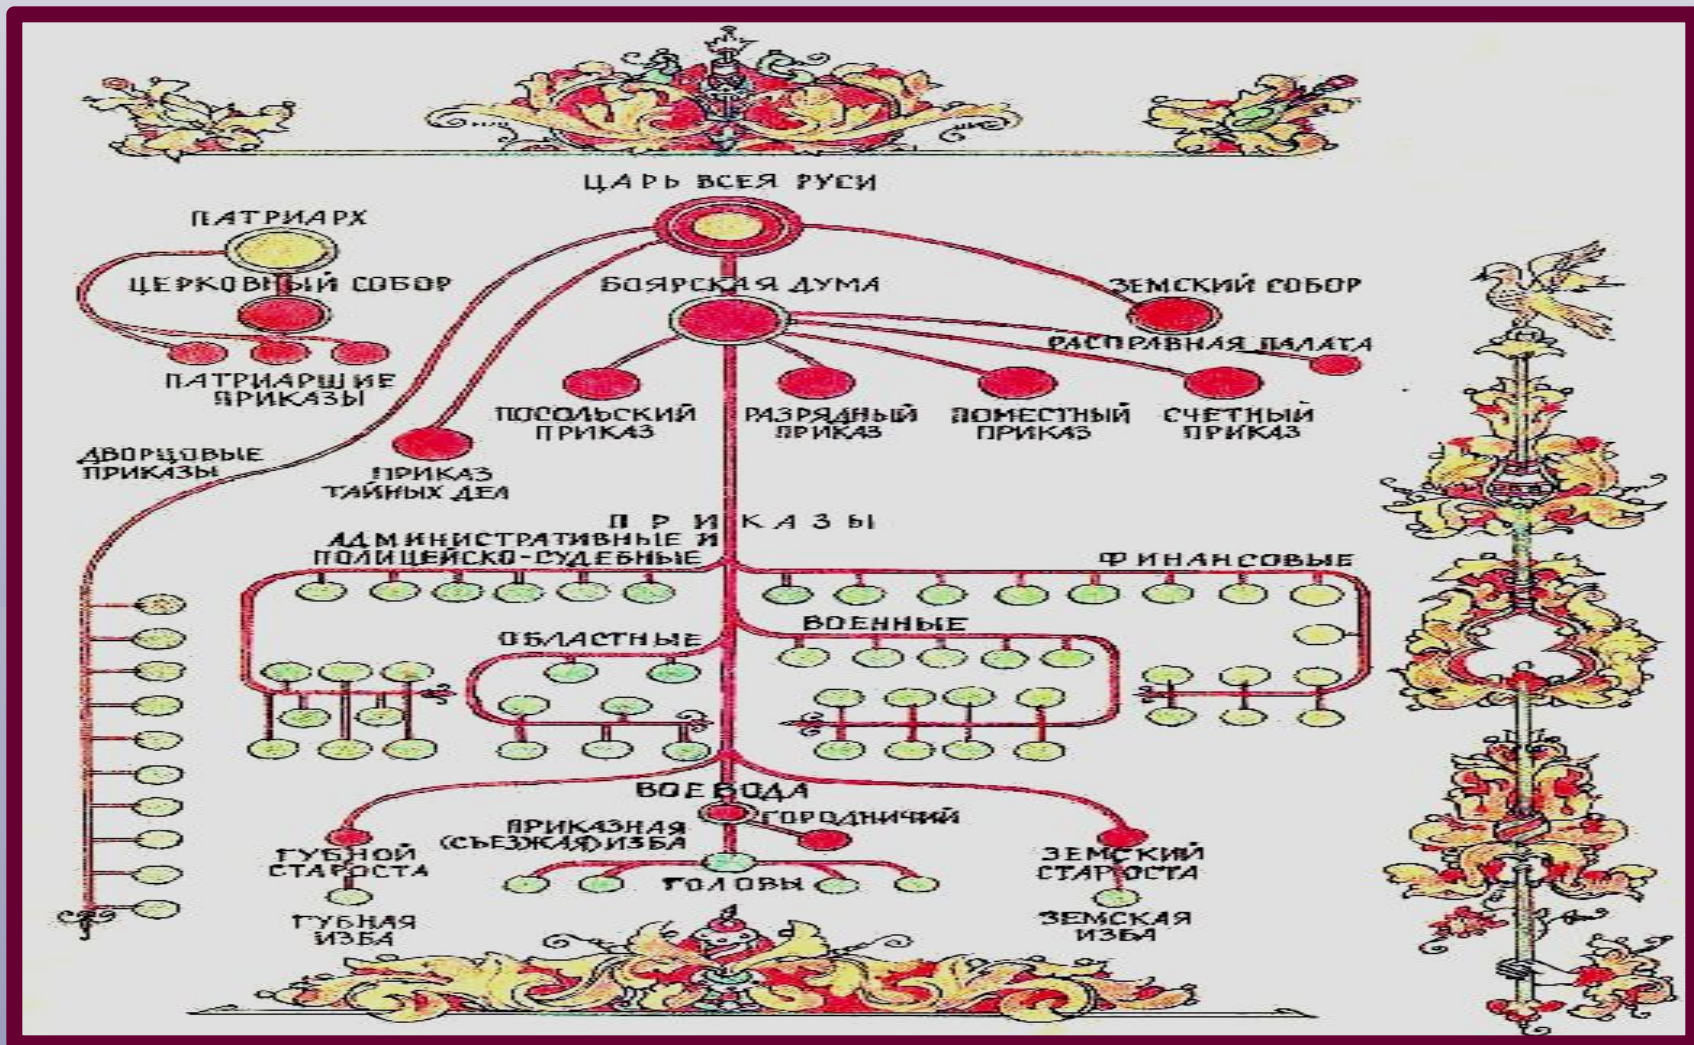 ЦАРЬ ВСЕЯ РУСИ
ПАТРИАРХ
ЦЕРКОВНЫЙ СОБОР
БОЯРСКАЯ ДУМА
ЗЕМСКИЙ СОБОР
РАСПРАВНАЯ ПАЛАТА
ПАТРИАРШИЕ
ПРИКАЗЫ
ПОСОЛЬСКИЙ
ПРИКАЗ
РАЗРЯДНЫЙ
ПРИКАЗ
ПОМЕСТНЫЙ
ПРИКАЗ
СЧЕТНЫЙ
ПРИКАЗ
ДВОРЦОВЫЕ
ПРИКАЗЫ
ПРИКАЗ
ТАЙНЫХ ДЕЛ
ПРИКАЗЫ
АДМИНИСТРАТИВНЫЕ И
ПОЛИЦЕЙСКО-СУДЕБНЫЕ
ФИНАНСОВЫЕ
ОБЛАСТНЫЕ
ВОЕННЫЕ
ВОЕВОДА
ГОРОДНИЧИЙ
ПРИКАЗНАЯ
(СЪЕЗЖАЯ) ИЗБА
ГУБНОЙ
СТАРОСТА
ГОЛОВЫ
ЗЕМСКИЙ
СТАРОСТА
ГУБНАЯ
ИЗБА
ЗЕМСКАЯ
ИЗБА